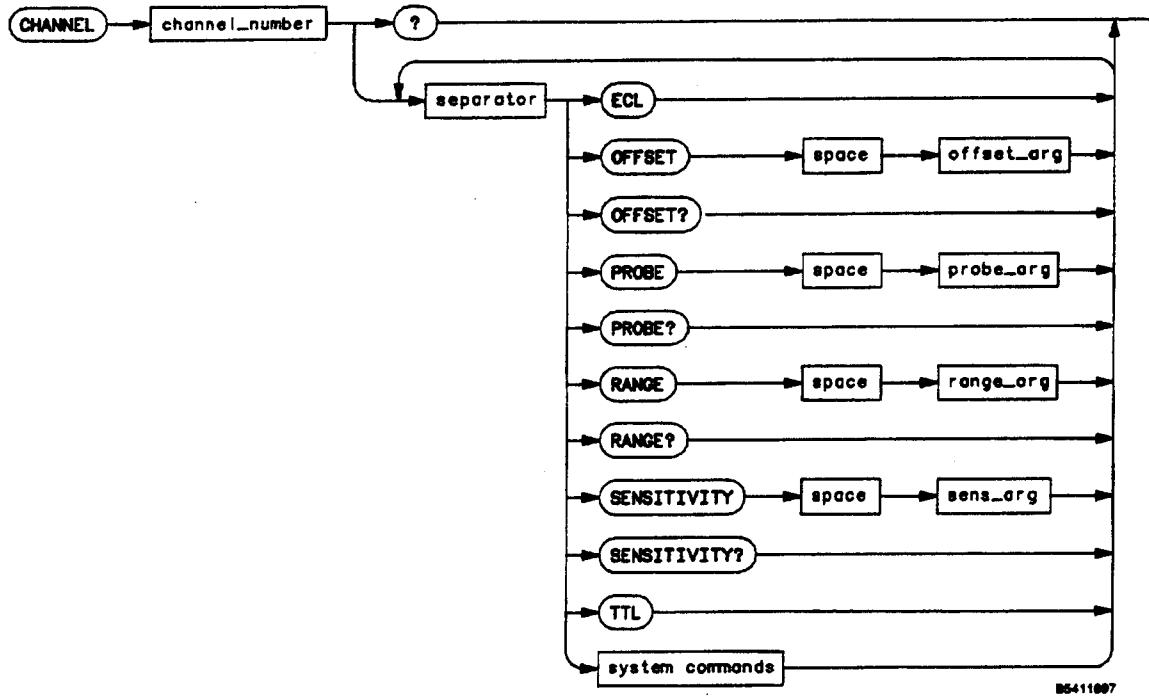 CHANNEL channel_number ?
separator ECL
OFFSET space offset_arg
OFFSET?
PROBE space probe_arg
PROBE?
RANGE space range_arg
RANGE?
SENSITIVITY space sens_arg
SENSITIVITY?
TTL
system commands